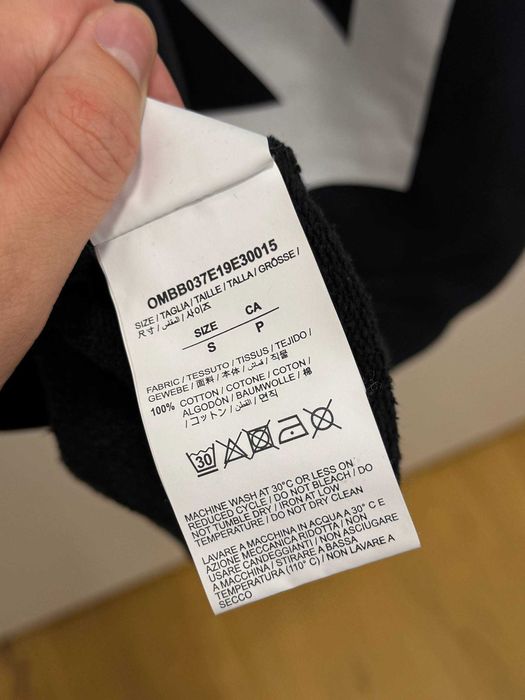 OMBB037E19E30015
SIZE / TAGLIA / TAILLE / TALLA / GRÖSSE /
尺寸 / المقاس / 사이즈
SIZE CA
S P
FABRIC / TESSUTO / TISSUS / TEJIDO /
GEWEBE / 面料 / 本体 / قماش / 직물
100% COTTON / COTONE / COTON /
ALGODÓN / BAUMWOLLE / 棉
/ コットン / القطن / 면직
30
MACHINE WASH AT 30°C OR LESS ON
REDUCED CYCLE / DO NOT BLEACH / DO
NOT TUMBLE DRY / IRON AT LOW
TEMPERATURE / DO NOT DRY CLEAN
LAVARE A MACCHINA IN ACQUA A 30° C E
AZIONE MECCANICA RIDOTTA / NON
USARE CANDEGGIANTI / NON ASCIUGARE
A MACCHINA / STIRARE A BASSA
TEMPERATURA (110° C) / NON LAVARE A
SECCO